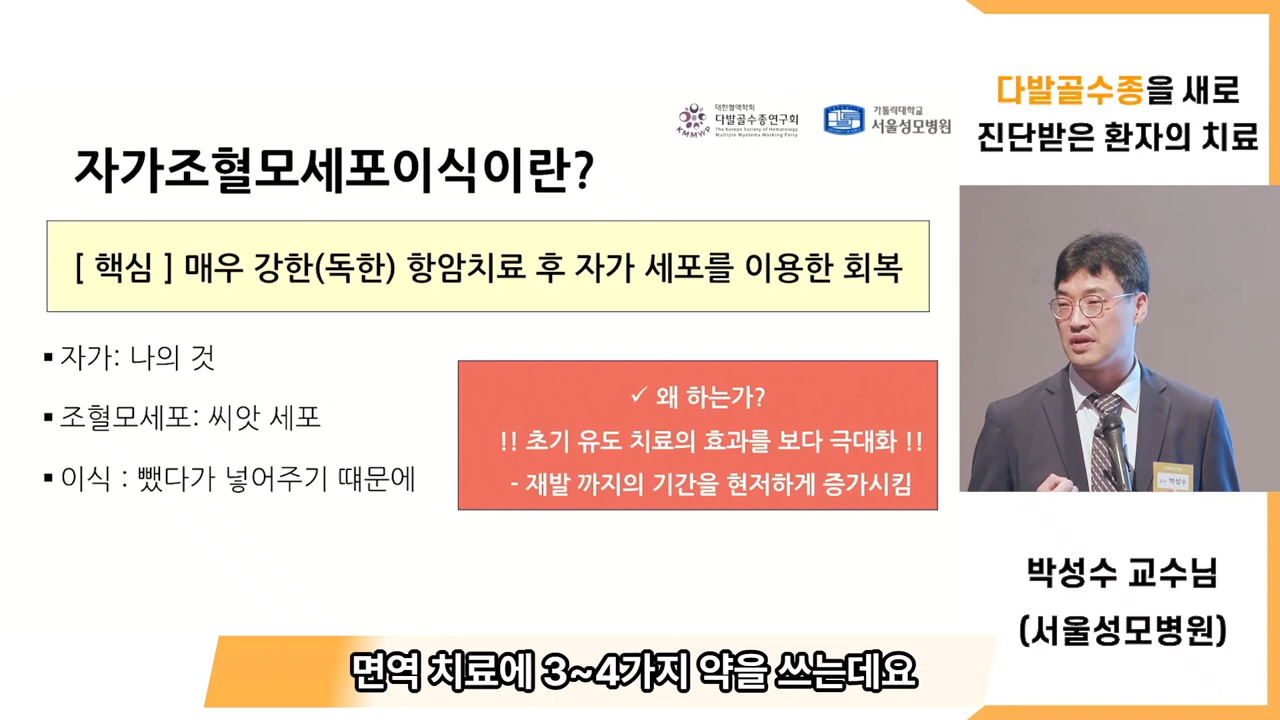 대한혈액학회
다발골수종연구회
The Korean Society of Hematology
Multiple Myeloma Working Party
KMMWP
가톨릭대학교
서울성모병원
다발골수종을 새로
진단받은 환자의 치료
자가조혈모세포이식이란?
[ 핵심 ] 매우 강한(독한) 항암치료 후 자가 세포를 이용한 회복
▪ 자가: 나의 것
▪ 조혈모세포: 씨앗 세포
▪ 이식 : 뺐다가 넣어주기 떄문에
✓ 왜 하는가?
!! 초기 유도 치료의 효과를 보다 극대화 !!
- 재발 까지의 기간을 현저하게 증가시킴
박성수
박성수 교수님
(서울성모병원)
면역 치료에 3~4가지 약을 쓰는데요